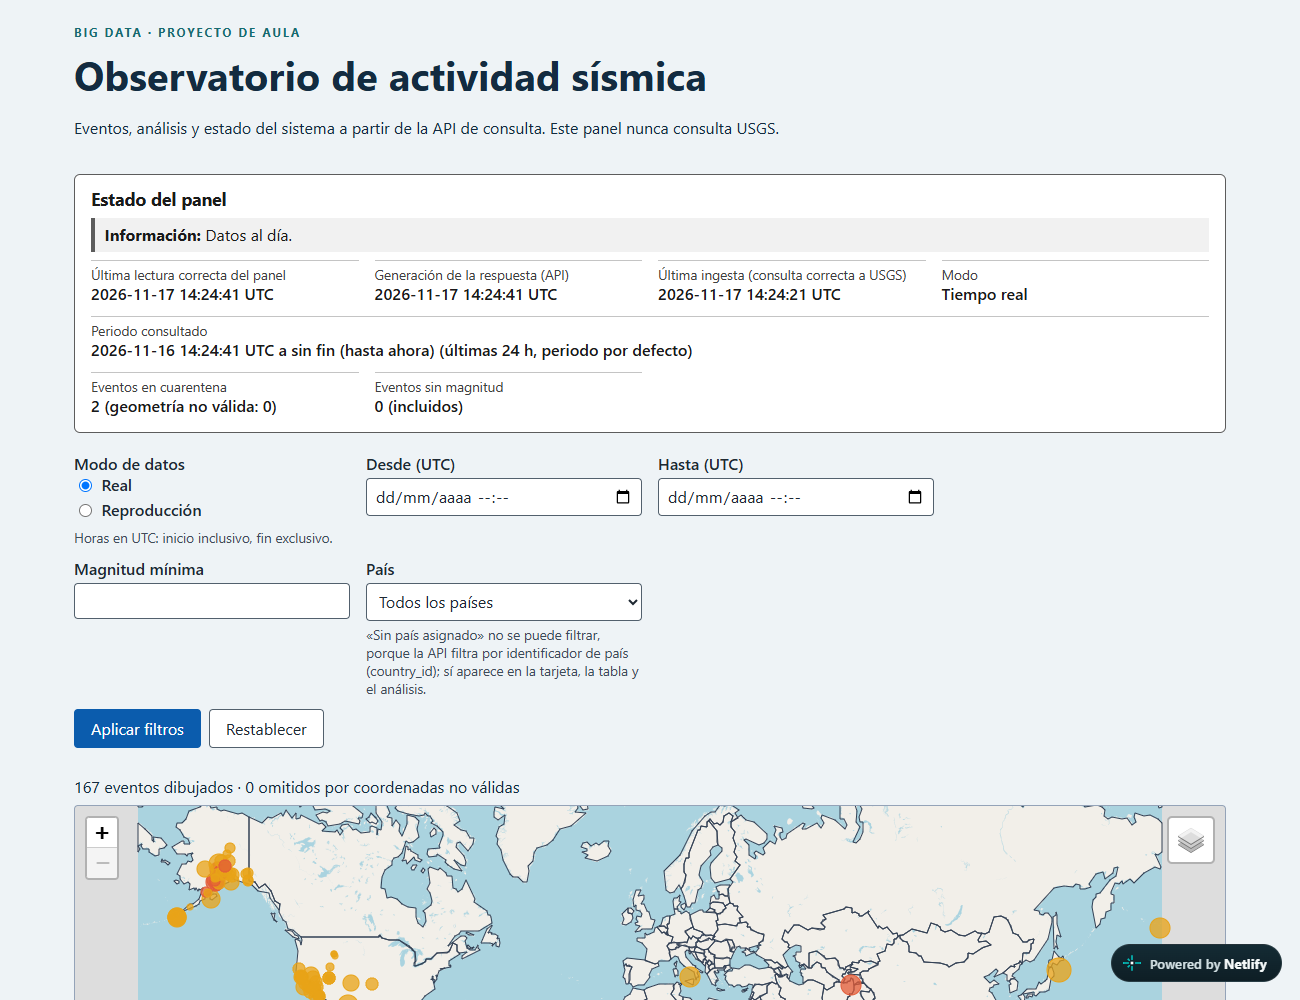 BIG DATA · PROYECTO DE AULA
Observatorio de actividad sísmica
Eventos, análisis y estado del sistema a partir de la API de consulta. Este panel nunca consulta USGS.
Estado del panel
Información: Datos al día.
Última lectura correcta del panel
2026-11-17 14:24:41 UTC
Generación de la respuesta (API)
2026-11-17 14:24:41 UTC
Última ingesta (consulta correcta a USGS)
2026-11-17 14:24:21 UTC
Modo
Tiempo real
Periodo consultado
2026-11-16 14:24:41 UTC a sin fin (hasta ahora) (últimas 24 h, periodo por defecto)
Eventos en cuarentena
2 (geometría no válida: 0)
Eventos sin magnitud
0 (incluidos)
Modo de datos
Real
Reproducción
Desde (UTC)
dd/mm/aaaa --:--
Hasta (UTC)
dd/mm/aaaa --:--
Horas en UTC: inicio inclusivo, fin exclusivo.
Magnitud mínima
País
Todos los países
«Sin país asignado» no se puede filtrar,
porque la API filtra por identificador de país
(country_id); sí aparece en la tarjeta, la tabla y
el análisis.
Aplicar filtros
Restablecer
167 eventos dibujados · 0 omitidos por coordenadas no válidas
+
−
Powered by Netlify